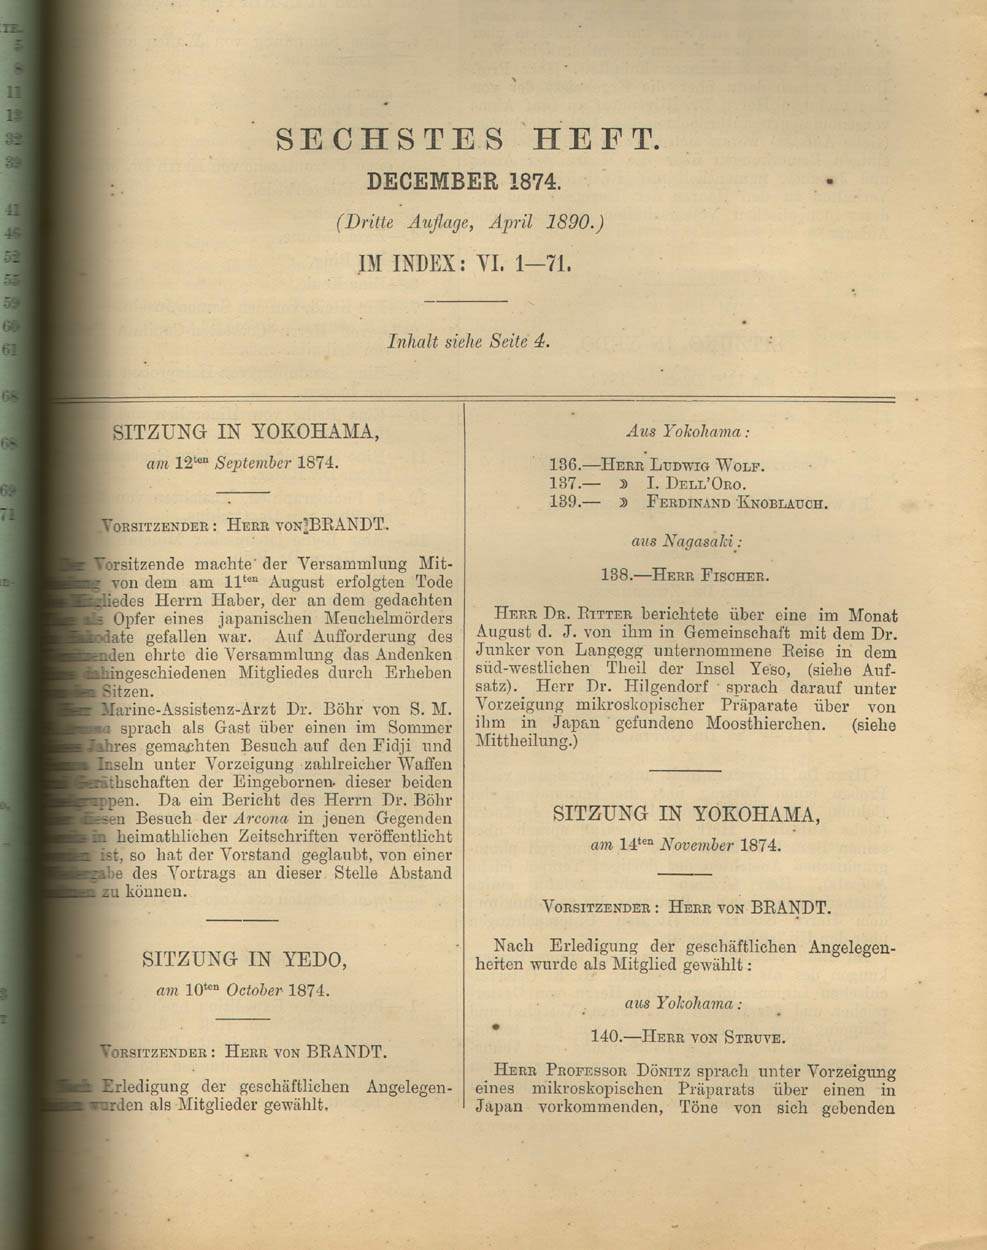 SECHSTES HEFT.
DECEMBER 1874.
(Dritte Auflage, April 1890.)
IM INDEX: VI. 1—71.
Inhalt siehe Seite 4.
SITZUNG IN YOKOHAMA,
am 12ten September 1874.
VORSITZENDER: HERR VON BRANDT.
Vorsitzende machte der Versammlung Mit-
von dem am 11ten August erfolgten Tode
Herrn Haber, der an dem gedachten
Opfer eines japanischen Meuchelmörders
gefallen war. Auf Aufforderung des
ehrte die Versammlung das Andenken
Mitgliedes durch Erheben
Sitzen.
Marine-Assistenz-Arzt Dr. Böhr von S. M.
sprach als Gast über einen im Sommer
gemachten Besuch auf den Fidji und
Inseln unter Vorzeigung zahlreicher Waffen
der Eingebornen dieser beiden
Da ein Bericht des Herrn Dr. Böhr
Besuch der Arcona in jenen Gegenden
heimathlichen Zeitschriften veröffentlicht
ist, so hat der Vorstand geglaubt, von einer
des Vortrags an dieser Stelle Abstand
zu können.
SITZUNG IN YEDO,
am 10ten October 1874.
VORSITZENDER: HERR VON BRANDT.
Erledigung der geschäftlichen Angelegen-
als Mitglieder gewählt.
Aus Yokohama:
136.—HERR LUDWIG WOLF.
137.— » I. DELL'ORO.
139.— » FERDINAND KNOBLAUCH.
aus Nagasaki:
138.—HERR FISCHER.
HERR DR. RITTER berichtete über eine im Monat
August d. J. von ihm in Gemeinschaft mit dem Dr.
Junker von Langegg unternommene Reise in dem
süd-westlichen Theil der Insel Yeso, (siehe Auf-
satz). Herr Dr. Hilgendorf sprach darauf unter
Vorzeigung mikroskopischer Präparate über von
ihm in Japan gefundene Moosthierchen. (siehe
Mittheilung.)
SITZUNG IN YOKOHAMA,
am 14ten November 1874.
VORSITZENDER: HERR VON BRANDT.
Nach Erledigung der geschäftlichen Angelegen-
heiten wurde als Mitglied gewählt:
aus Yokohama:
140.—HERR VON STRUVE.
HERR PROFESSOR DÖNITZ sprach unter Vorzeigung
eines mikroskopischen Präparats über einen in
Japan vorkommenden, Töne von sich gebenden